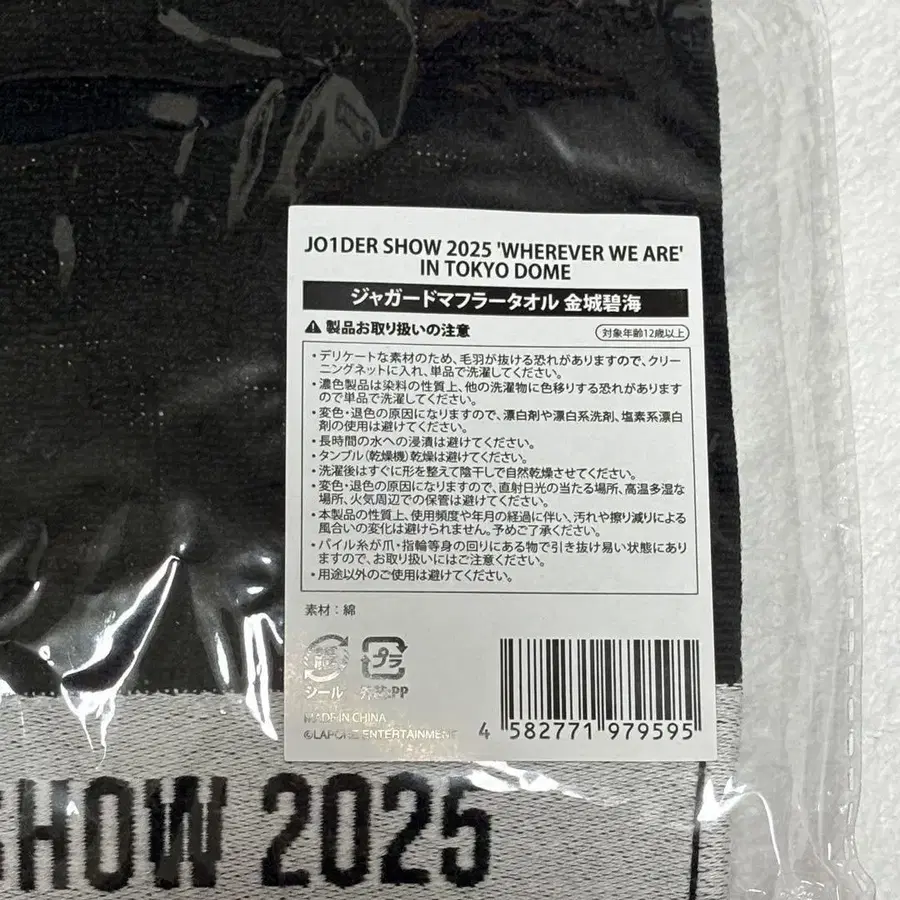 JO1DER SHOW 2025 'WHEREVER WE ARE'
IN TOKYO DOME
ジャガードマフラータオル 金城碧海
製品お取り扱いの注意
対象年齢12歳以上
・デリケートな素材のため、毛羽が抜ける恐れがありますので、クリー
ニングネットに入れ、単品で洗濯してください。
・濃色製品は染料の性質上、他の洗濯物に色移りする恐れがあります
ので単品で洗濯してください。
・変色・退色の原因になりますので、漂白剤や漂白系洗剤、塩素系漂白
剤の使用は避けてください。
・長時間の水への浸漬は避けてください。
・タンブル(乾燥機)乾燥は避けてください。
・洗濯後はすぐに形を整えて陰干しで自然乾燥させてください。
・変色・退色の原因になりますので、直射日光の当たる場所、高温多湿な
場所、火気周辺での保管は避けてください。
・本製品の性質上、使用頻度や年月の経過に伴い、汚れや擦り減りによる
風合いの変化は避けられません。予めご了承ください。
・パイル糸が爪・指輪等身の回りにある物で引き抜け易い状態にあり
ますので、お取り扱いにはご注意ください。
・用途以外のご使用は避けてください。
素材:綿
プラ
シール
外装:PP
MADE IN CHINA
©LAPONE ENTERTAINMENT
4 582771 979595
SHOW 2025